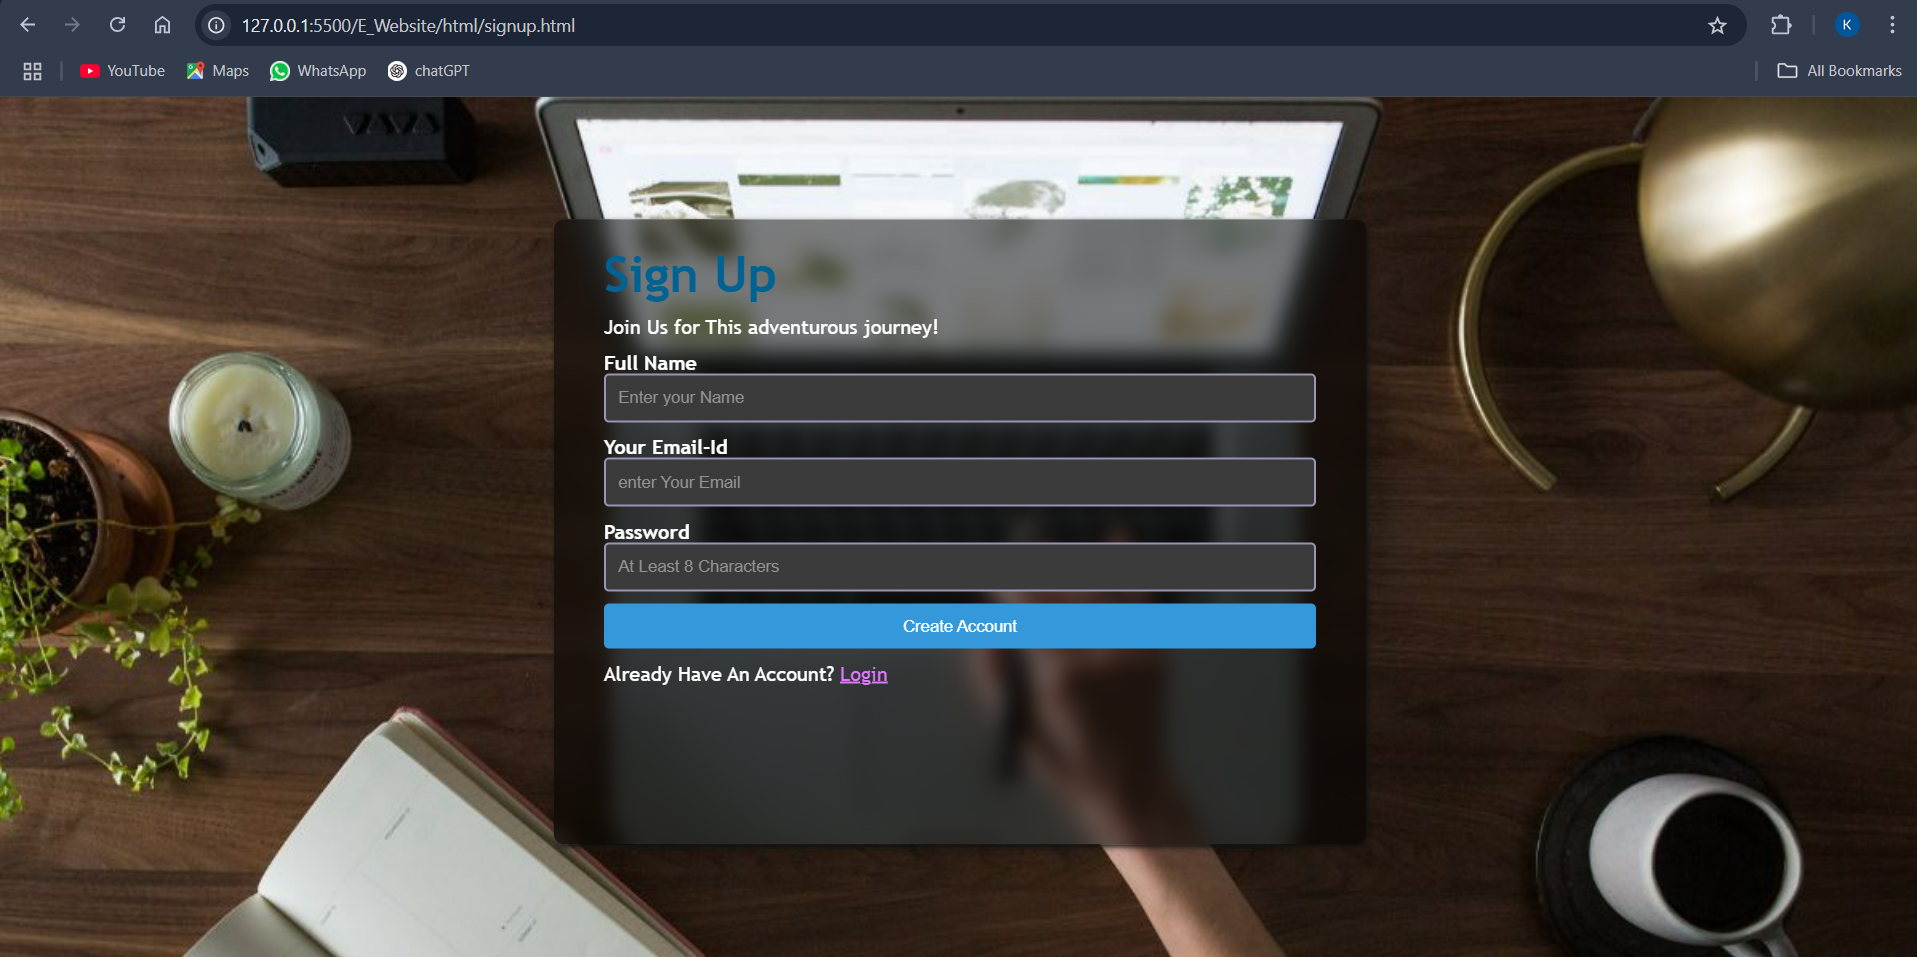 127.0.0.1:5500/E_Website/html/signup.html
K
YouTube
Maps
WhatsApp
chatGPT
All Bookmarks
VAVA
Sign Up
Join Us for This adventurous journey!
Full Name
Enter your Name
Your Email-Id
enter Your Email
Password
At Least 8 Characters
Create Account
Already Have An Account? Login